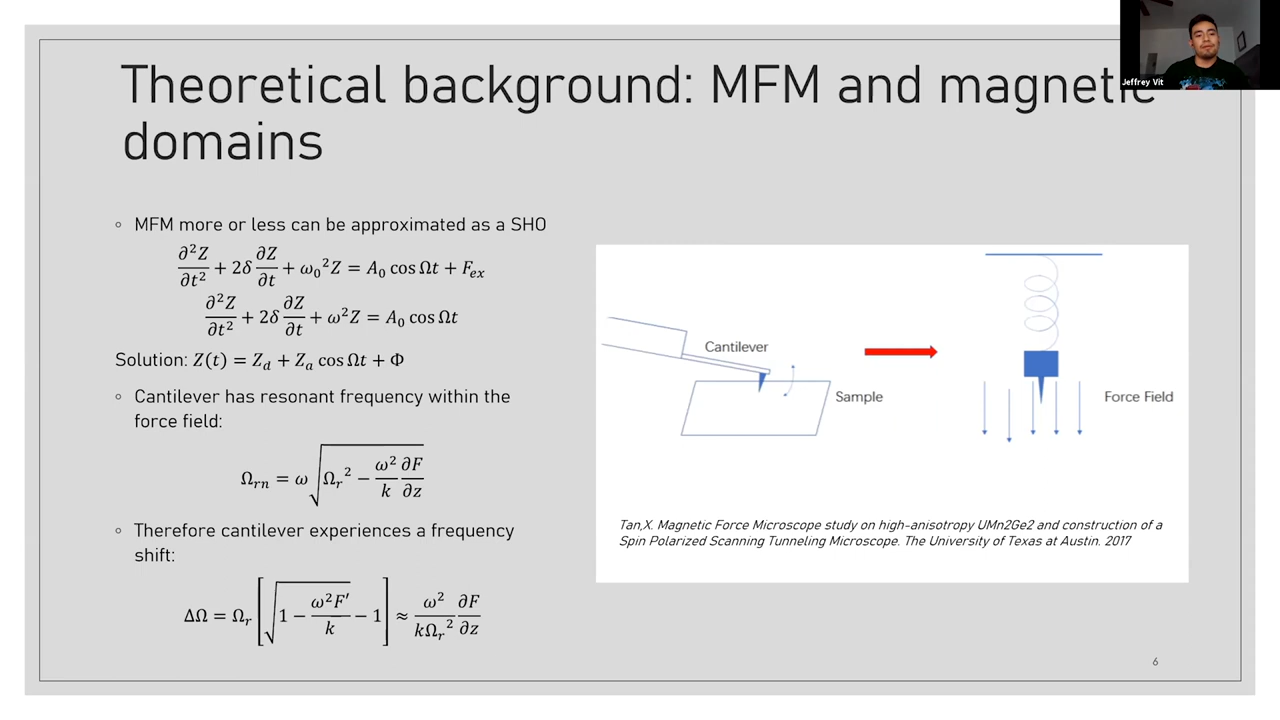 Jeffrey Vit
Theoretical background: MFM and magnetic
domains
◦ MFM more or less can be approximated as a SHO
∂²Z/∂t² + 2δ ∂Z/∂t + ω₀²Z = A₀ cos Ωt + Fₑₓ
∂²Z/∂t² + 2δ ∂Z/∂t + ω²Z = A₀ cos Ωt
Solution: Z(t) = Z_d + Zₐ cos Ωt + Φ
◦ Cantilever has resonant frequency within the
force field:
Ω_rn = ω √(Ω_r² − ω²/k ∂F/∂z)
◦ Therefore cantilever experiences a frequency
shift:
ΔΩ = Ω_r [√(1 − ω²F′/k) − 1] ≈ ω²/(kΩ_r²) ∂F/∂z
Cantilever
Sample
Force Field
Tan,X. Magnetic Force Microscope study on high-anisotropy UMn2Ge2 and construction of a
Spin Polarized Scanning Tunneling Microscope. The University of Texas at Austin. 2017
6